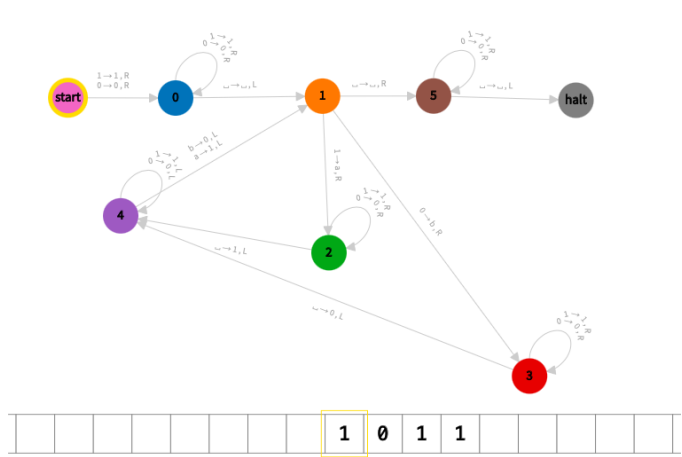 1→1,R
0→0,R
1→1,R
0→0,R
1→1,R
0→0,R
start
0
␣→␣,L
1
␣→␣,R
5
␣→␣,L
halt
b→0,L
a→1,L
1→1,L
0→0,L
4
1→a,R
1→1,R
0→0,R
0→b,R
␣→1,L
2
␣→0,L
1→1,R
0→0,R
3
1 0 1 1